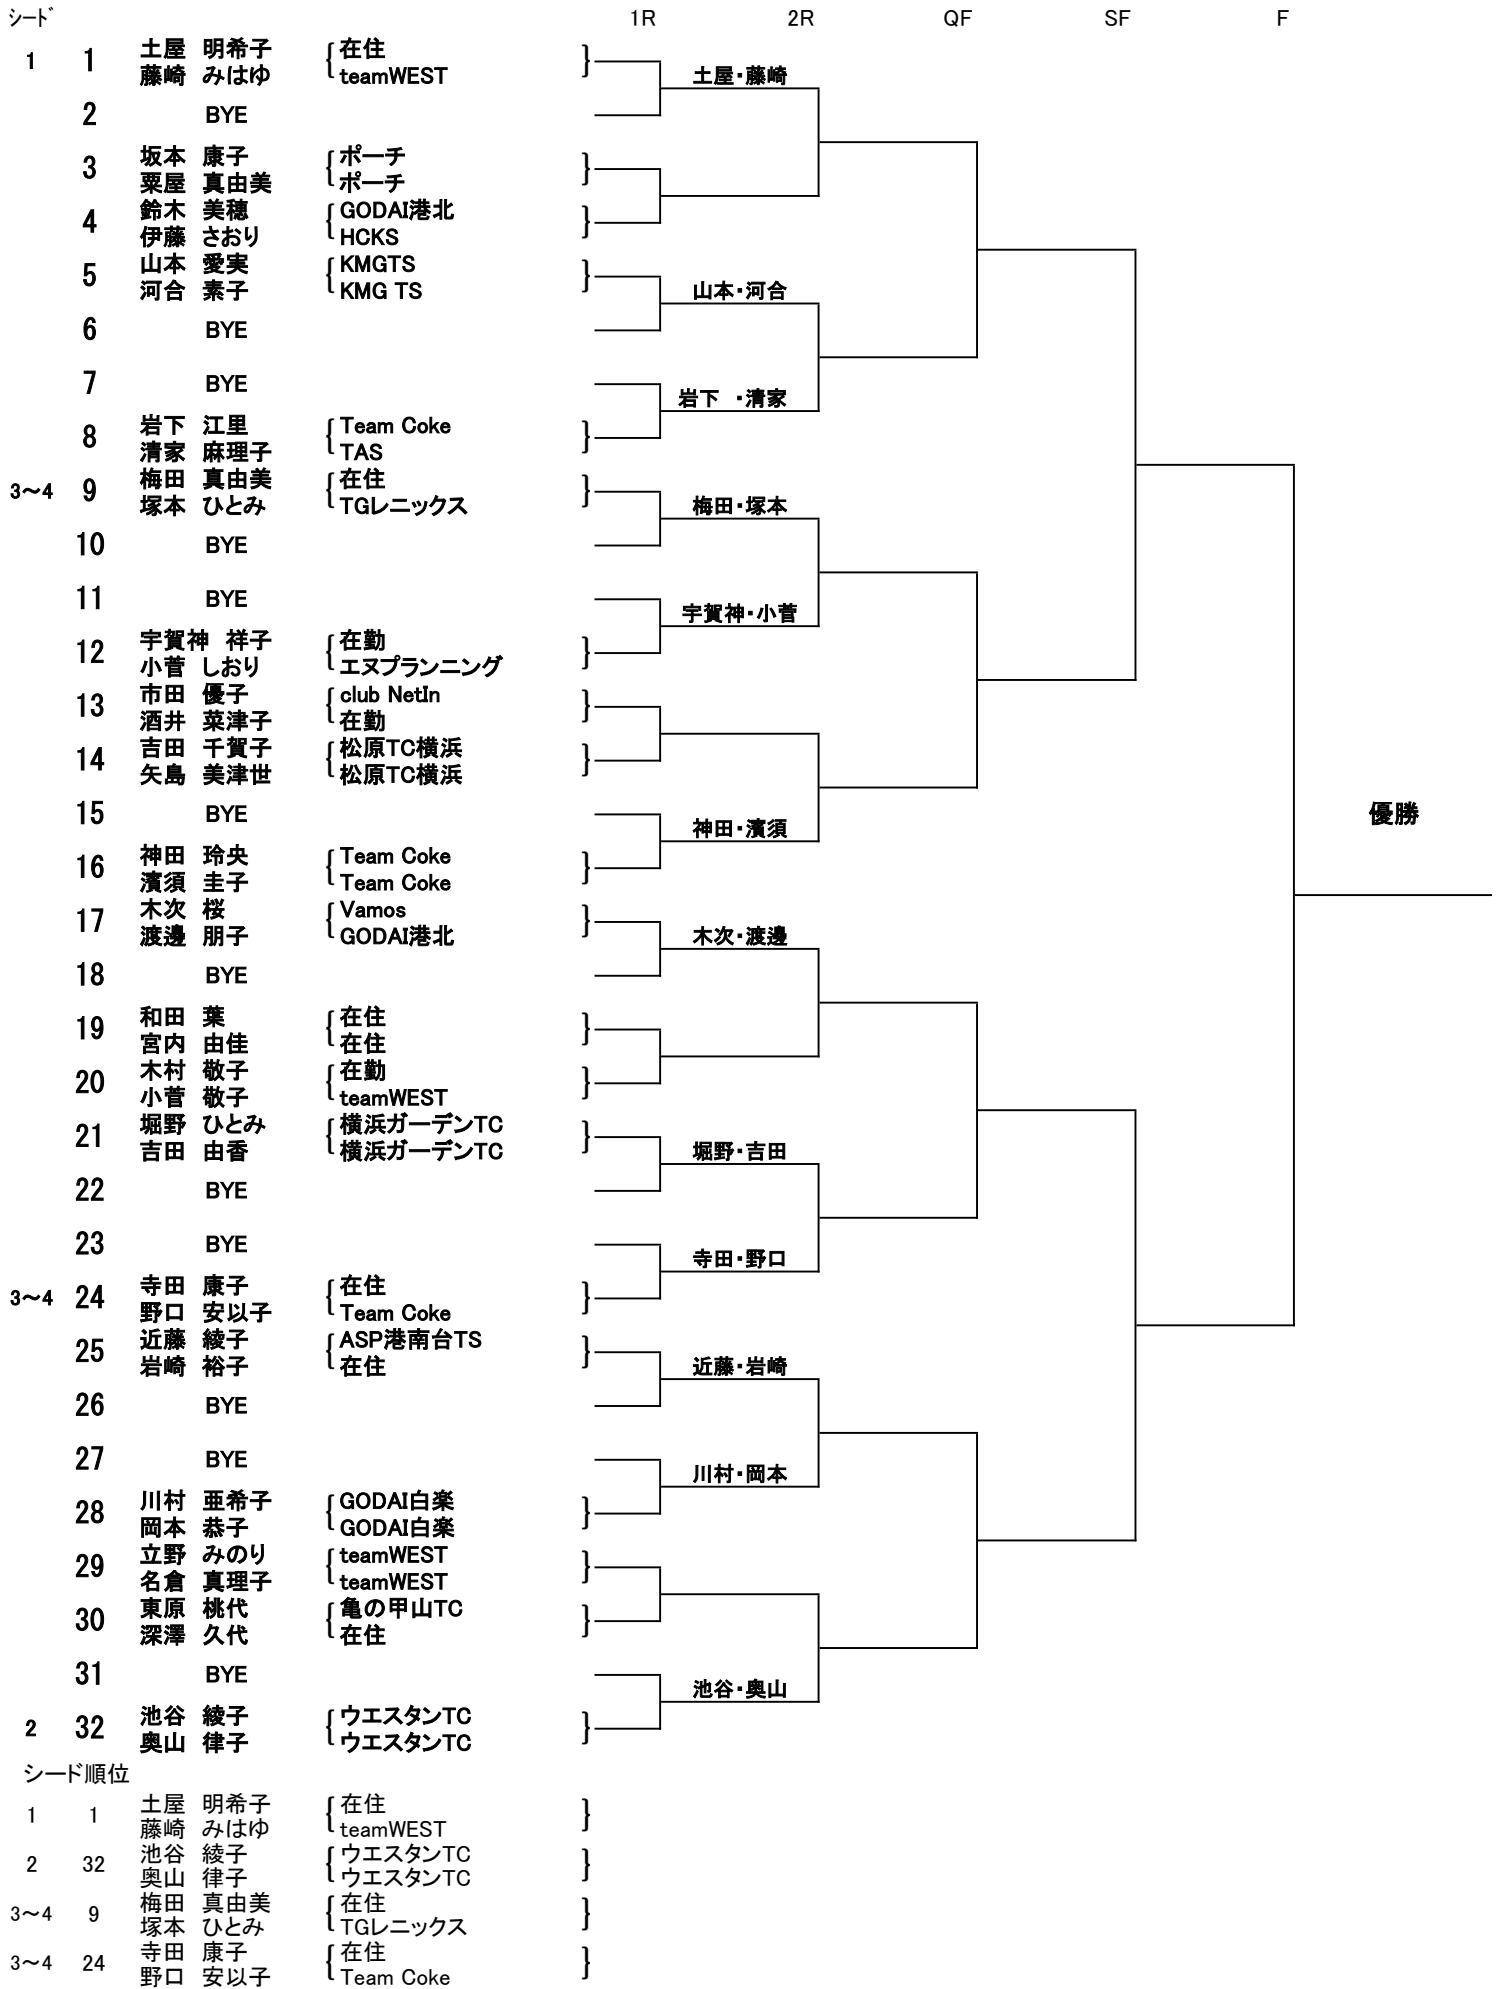 ｼｰﾄﾞ 1R 2R QF SF F
1 1 土屋 明希子 在住
藤崎 みはゆ teamWEST 土屋・藤崎
2 BYE
3 坂本 康子 ポーチ
粟屋 真由美 ポーチ
4 鈴木 美穂 GODAI港北
伊藤 さおり HCKS
5 山本 愛実 KMGTS
河合 素子 KMG TS 山本・河合
6 BYE
7 BYE
岩下 ・清家
8 岩下 江里 Team Coke
清家 麻理子 TAS
3～4 9 梅田 真由美 在住
塚本 ひとみ TGレニックス 梅田・塚本
10 BYE
11 BYE
宇賀神・小菅
12 宇賀神 祥子 在勤
小菅 しおり エヌプランニング
13 市田 優子 club NetIn
酒井 菜津子 在勤
14 吉田 千賀子 松原TC横浜
矢島 美津世 松原TC横浜
15 BYE 優勝
神田・濱須
16 神田 玲央 Team Coke
濱須 圭子 Team Coke
17 木次 桜 Vamos
渡邊 朋子 GODAI港北 木次・渡邊
18 BYE
19 和田 葉 在住
宮内 由佳 在住
20 木村 敬子 在勤
小菅 敬子 teamWEST
21 堀野 ひとみ 横浜ガーデンTC
吉田 由香 横浜ガーデンTC 堀野・吉田
22 BYE
23 BYE
寺田・野口
3～4 24 寺田 康子 在住
野口 安以子 Team Coke
25 近藤 綾子 ASP港南台TS
岩崎 裕子 在住 近藤・岩崎
26 BYE
27 BYE
川村・岡本
28 川村 亜希子 GODAI白楽
岡本 恭子 GODAI白楽
29 立野 みのり teamWEST
名倉 真理子 teamWEST
30 東原 桃代 亀の甲山TC
深澤 久代 在住
31 BYE
池谷・奥山
2 32 池谷 綾子 ウエスタンTC
奥山 律子 ウエスタンTC
シード順位
1 1 土屋 明希子 在住
藤崎 みはゆ teamWEST
2 32 池谷 綾子 ウエスタンTC
奥山 律子 ウエスタンTC
3～4 9 梅田 真由美 在住
塚本 ひとみ TGレニックス
3～4 24 寺田 康子 在住
野口 安以子 Team Coke